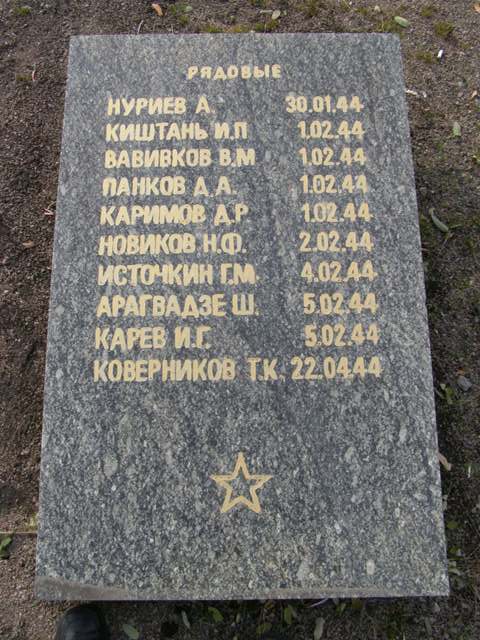 РЯДОВЫЕ
НУРИЕВ А. 30.01.44
КИШТАНЬ И.П 1.02.44
ВАВИВКОВ В.М 1.02.44
ПАНКОВ Д.А. 1.02.44
КАРИМОВ Д.Р 1.02.44
НОВИКОВ Н.Ф. 2.02.44
ИСТОЧКИН Г.М. 4.02.44
АРАГВАДЗЕ Ш. 5.02.44
КАРЕВ И.Г. 5.02.44
КОВЕРНИКОВ Т.К. 22.04.44